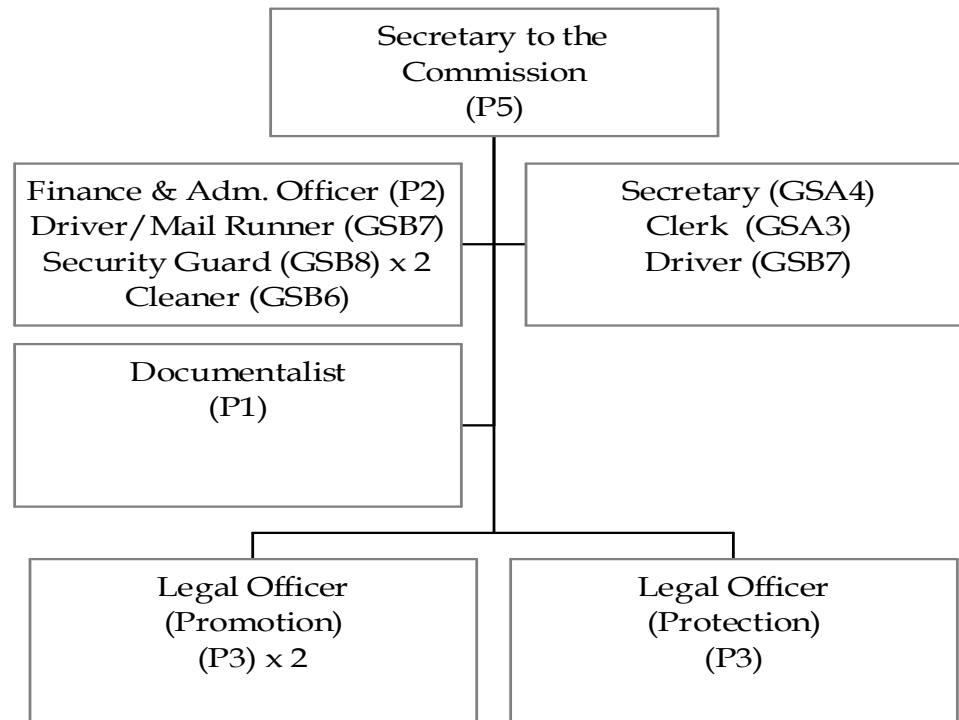 Secretary to the
Commission
(P5)
Finance & Adm. Officer (P2)
Driver/Mail Runner (GSB7)
Security Guard (GSB8) x 2
Cleaner (GSB6)
Secretary (GSA4)
Clerk (GSA3)
Driver (GSB7)
Documentalist
(P1)
Legal Officer
(Promotion)
(P3) x 2
Legal Officer
(Protection)
(P3)